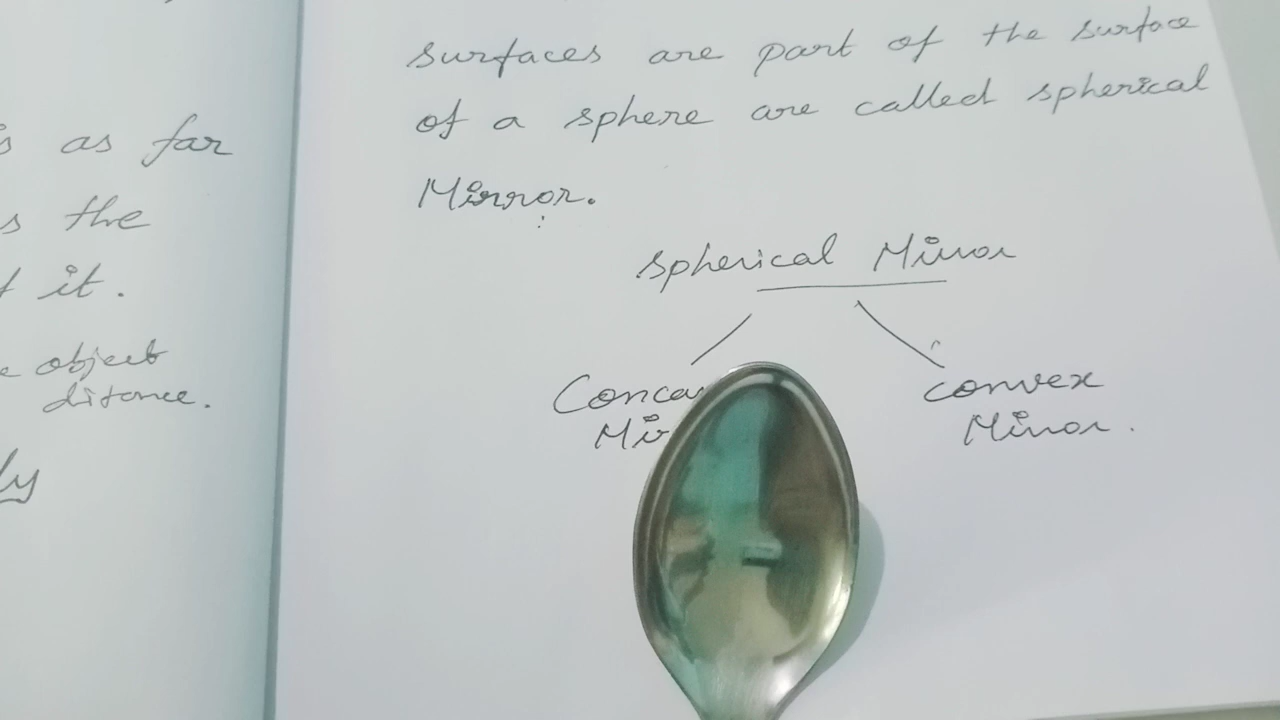 as far
the
it.
object
distance.
surfaces are part of the surface
of a sphere are called spherical
Mirror.
Spherical Mirror
convex
Mirror.